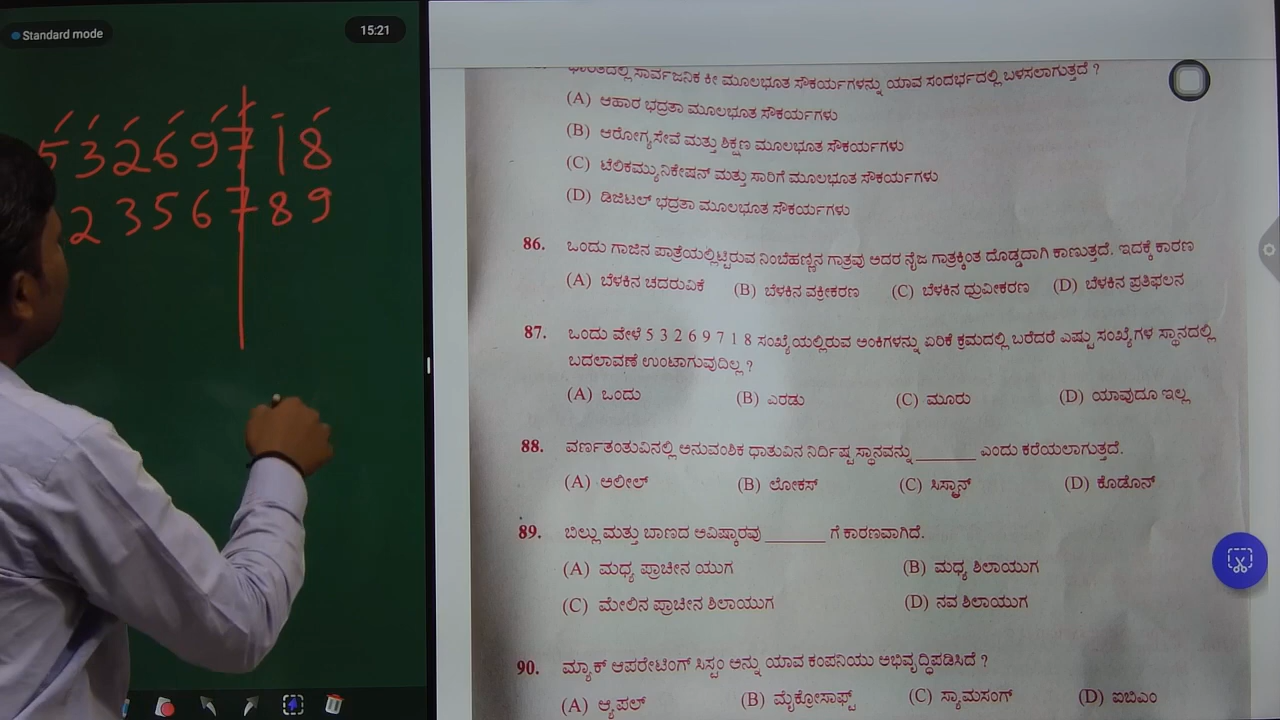 Standard mode
15:21
5 3 2 6 9 7 1 8
2 3 5 6 7 8 9
ಭಾರತದಲ್ಲಿ ಸಾರ್ವಜನಿಕ ಕೀ ಮೂಲಭೂತ ಸೌಕರ್ಯಗಳನ್ನು ಯಾವ ಸಂದರ್ಭದಲ್ಲಿ ಬಳಸಲಾಗುತ್ತದೆ ?
(A) ಆಹಾರ ಭದ್ರತಾ ಮೂಲಭೂತ ಸೌಕರ್ಯಗಳು
(B) ಆರೋಗ್ಯ ಸೇವೆ ಮತ್ತು ಶಿಕ್ಷಣ ಮೂಲಭೂತ ಸೌಕರ್ಯಗಳು
(C) ಟೆಲಿಕಮ್ಯುನಿಕೇಷನ್ ಮತ್ತು ಸಾರಿಗೆ ಮೂಲಭೂತ ಸೌಕರ್ಯಗಳು
(D) ಡಿಜಿಟಲ್ ಭದ್ರತಾ ಮೂಲಭೂತ ಸೌಕರ್ಯಗಳು
86. ಒಂದು ಗಾಜಿನ ಪಾತ್ರೆಯಲ್ಲಿಟ್ಟಿರುವ ನಿಂಬೆಹಣ್ಣಿನ ಗಾತ್ರವು ಅದರ ನೈಜ ಗಾತ್ರಕ್ಕಿಂತ ದೊಡ್ಡದಾಗಿ ಕಾಣುತ್ತದೆ. ಇದಕ್ಕೆ ಕಾರಣ
(A) ಬೆಳಕಿನ ಚದರುವಿಕೆ (B) ಬೆಳಕಿನ ವಕ್ರೀಕರಣ (C) ಬೆಳಕಿನ ಧ್ರುವೀಕರಣ (D) ಬೆಳಕಿನ ಪ್ರತಿಫಲನ
87. ಒಂದು ವೇಳೆ 5 3 2 6 9 7 1 8 ಸಂಖ್ಯೆಯಲ್ಲಿರುವ ಅಂಕಿಗಳನ್ನು ಏರಿಕೆ ಕ್ರಮದಲ್ಲಿ ಬರೆದರೆ ಎಷ್ಟು ಸಂಖ್ಯೆಗಳ ಸ್ಥಾನದಲ್ಲಿ
ಬದಲಾವಣೆ ಉಂಟಾಗುವುದಿಲ್ಲ ?
(A) ಒಂದು (B) ಎರಡು (C) ಮೂರು (D) ಯಾವುದೂ ಇಲ್ಲ
88. ವರ್ಣತಂತುವಿನಲ್ಲಿ ಅನುವಂಶಿಕ ಧಾತುವಿನ ನಿರ್ದಿಷ್ಟ ಸ್ಥಾನವನ್ನು ______ ಎಂದು ಕರೆಯಲಾಗುತ್ತದೆ.
(A) ಅಲೀಲ್ (B) ಲೋಕಸ್ (C) ಸಿಸ್ಟ್ರಾನ್ (D) ಕೊಡೊನ್
89. ಬಿಲ್ಲು ಮತ್ತು ಬಾಣದ ಆವಿಷ್ಕಾರವು ______ ಗೆ ಕಾರಣವಾಗಿದೆ.
(A) ಮಧ್ಯ ಪ್ರಾಚೀನ ಯುಗ (B) ಮಧ್ಯ ಶಿಲಾಯುಗ
(C) ಮೇಲಿನ ಪ್ರಾಚೀನ ಶಿಲಾಯುಗ (D) ನವ ಶಿಲಾಯುಗ
90. ಮ್ಯಾಕ್ ಆಪರೇಟಿಂಗ್ ಸಿಸ್ಟಂ ಅನ್ನು ಯಾವ ಕಂಪನಿಯು ಅಭಿವೃದ್ಧಿಪಡಿಸಿದೆ ?
(A) ಆ್ಯಪಲ್ (B) ಮೈಕ್ರೋಸಾಫ್ಟ್ (C) ಸ್ಯಾಮಸಂಗ್ (D) ಐಬಿಎಂ